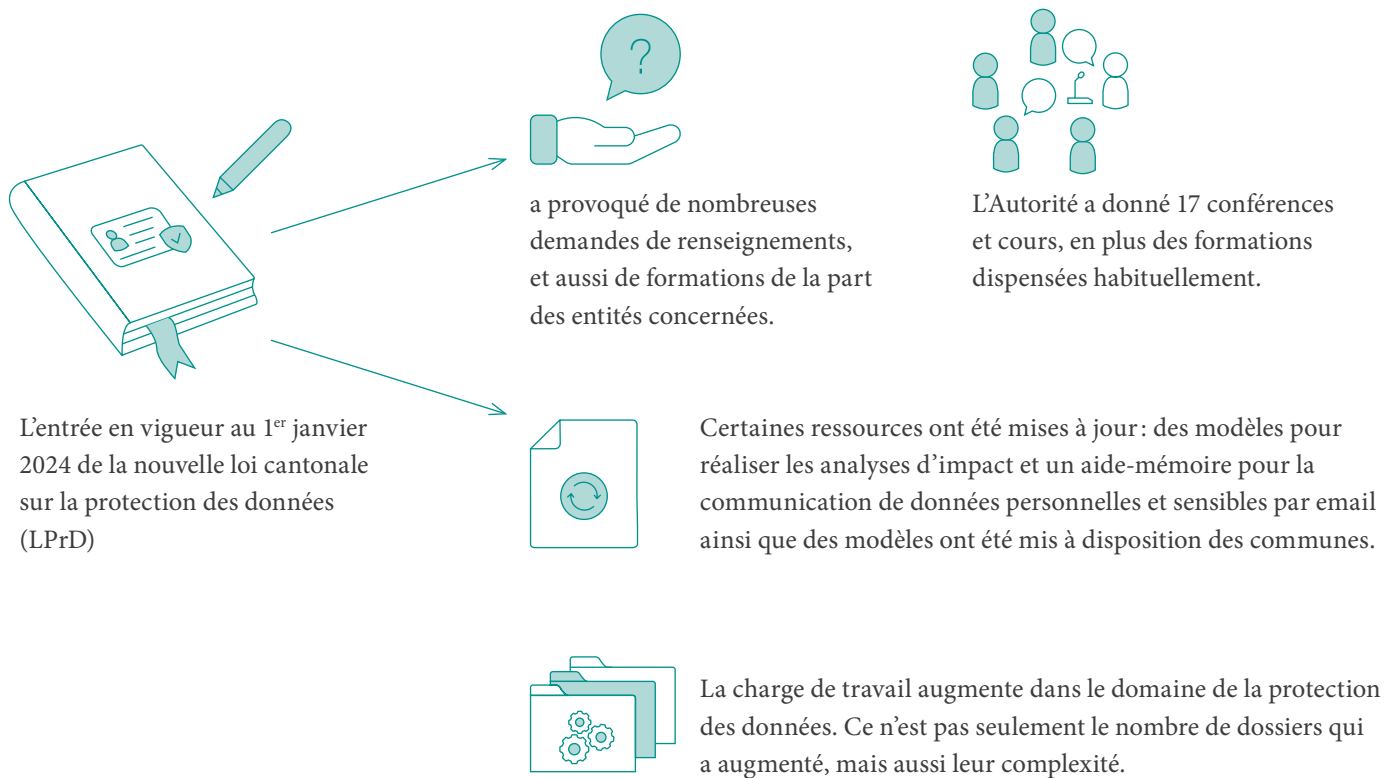 L’entrée en vigueur au 1er janvier
2024 de la nouvelle loi cantonale
sur la protection des données
(LPrD)
?
a provoqué de nombreuses
demandes de renseignements,
et aussi de formations de la part
des entités concernées.
L’Autorité a donné 17 conférences
et cours, en plus des formations
dispensées habituellement.
Certaines ressources ont été mises à jour : des modèles pour
réaliser les analyses d’impact et un aide-mémoire pour la
communication de données personnelles et sensibles par email
ainsi que des modèles ont été mis à disposition des communes.
La charge de travail augmente dans le domaine de la protection
des données. Ce n’est pas seulement le nombre de dossiers qui
a augmenté, mais aussi leur complexité.